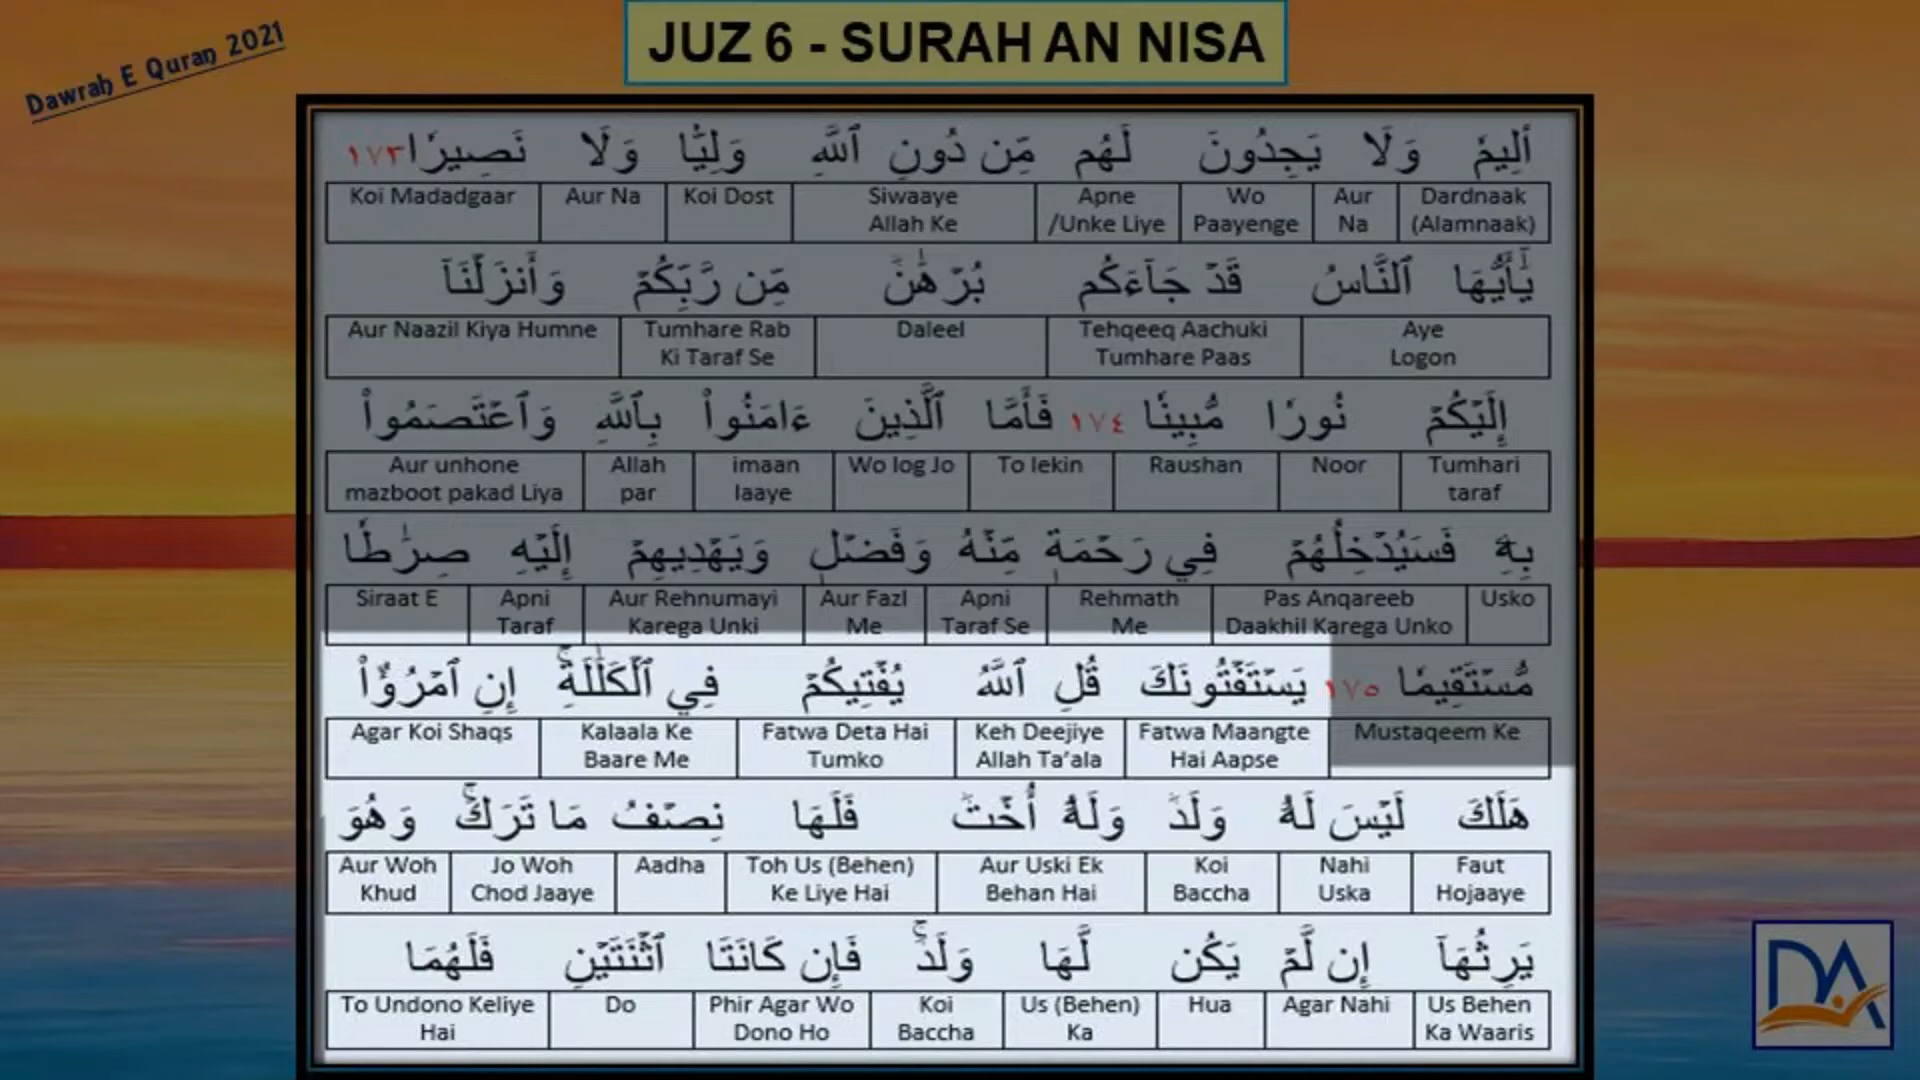 Dawrah E Quran 2021
JUZ 6 - SURAH AN NISA
أَلِيمٗ وَلَا يَجِدُونَ لَهُم مِّن دُونِ ٱللَّهِ وَلِيّٗا وَلَا نَصِيرٗا ١٧٣
Koi Madadgaar | Aur Na | Koi Dost | Siwaaye Allah Ke | Apne /Unke Liye | Wo Paayenge | Aur Na | Dardnaak (Alamnaak)
يَٰٓأَيُّهَا ٱلنَّاسُ قَدۡ جَآءَكُم بُرۡهَٰنٞ مِّن رَّبِّكُمۡ وَأَنزَلۡنَآ
Aur Naazil Kiya Humne | Tumhare Rab Ki Taraf Se | Daleel | Tehqeeq Aachuki Tumhare Paas | Aye Logon
إِلَيۡكُمۡ نُورٗا مُّبِينٗا ١٧٤ فَأَمَّا ٱلَّذِينَ ءَامَنُواْ بِٱللَّهِ وَٱعۡتَصَمُواْ
Aur unhone mazboot pakad Liya | Allah par | imaan laaye | Wo log Jo | To lekin | Raushan | Noor | Tumhari taraf
بِهِۦ فَسَيُدۡخِلُهُمۡ فِي رَحۡمَةٖ مِّنۡهُ وَفَضۡلٖ وَيَهۡدِيهِمۡ إِلَيۡهِ صِرَٰطٗا
Siraat E | Apni Taraf | Aur Rehnumayi Karega Unki | Aur Fazl Me | Apni Taraf Se | Rehmath Me | Pas Anqareeb Daakhil Karega Unko | Usko
مُّسۡتَقِيمٗا ١٧٥ يَسۡتَفۡتُونَكَ قُلِ ٱللَّهُ يُفۡتِيكُمۡ فِي ٱلۡكَلَٰلَةِۚ إِنِ ٱمۡرُؤٌاْ
Agar Koi Shaqs | Kalaala Ke Baare Me | Fatwa Deta Hai Tumko | Keh Deejiye Allah Ta'ala | Fatwa Maangte Hai Aapse | Mustaqeem Ke
هَلَكَ لَيۡسَ لَهُۥ وَلَدٞ وَلَهُۥٓ أُخۡتٞ فَلَهَا نِصۡفُ مَا تَرَكَۚ وَهُوَ
Aur Woh Khud | Jo Woh Chod Jaaye | Aadha | Toh Us (Behen) Ke Liye Hai | Aur Uski Ek Behan Hai | Koi Baccha | Nahi Uska | Faut Hojaaye
يَرِثُهَآ إِن لَّمۡ يَكُن لَّهَا وَلَدٞۚ فَإِن كَانَتَا ٱثۡنَتَيۡنِ فَلَهُمَا
To Undono Keliye Hai | Do | Phir Agar Wo Dono Ho | Koi Baccha | Us (Behen) Ka | Hua | Agar Nahi | Us Behen Ka Waaris
DA